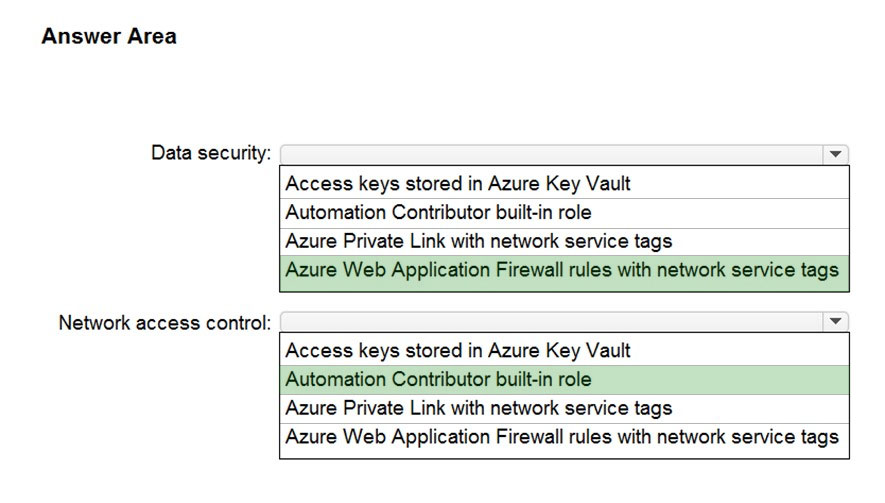 Answer Area
Data security:
Access keys stored in Azure Key Vault
Automation Contributor built-in role
Azure Private Link with network service tags
Azure Web Application Firewall rules with network service tags
Network access control:
Access keys stored in Azure Key Vault
Automation Contributor built-in role
Azure Private Link with network service tags
Azure Web Application Firewall rules with network service tags